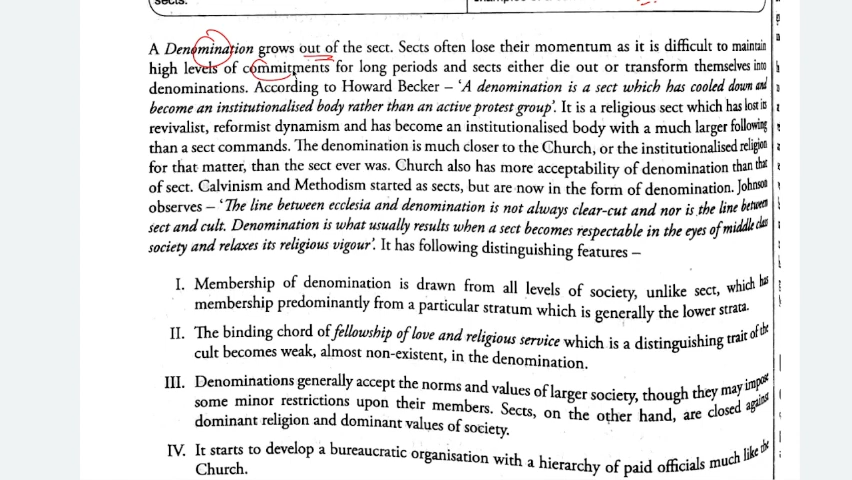 sects.
A Denomination grows out of the sect. Sects often lose their momentum as it is difficult to maintain
high levels of commitments for long periods and sects either die out or transform themselves into
denominations. According to Howard Becker – ‘A denomination is a sect which has cooled down and
become an institutionalised body rather than an active protest group’. It is a religious sect which has lost its
revivalist, reformist dynamism and has become an institutionalised body with a much larger following
than a sect commands. The denomination is much closer to the Church, or the institutionalised religion
for that matter, than the sect ever was. Church also has more acceptability of denomination than that
of sect. Calvinism and Methodism started as sects, but are now in the form of denomination. Johnson
observes – ‘The line between ecclesia and denomination is not always clear-cut and nor is the line between
sect and cult. Denomination is what usually results when a sect becomes respectable in the eyes of middle class
society and relaxes its religious vigour’. It has following distinguishing features –
I. Membership of denomination is drawn from all levels of society, unlike sect, which has
membership predominantly from a particular stratum which is generally the lower strata.
II. The binding chord of fellowship of love and religious service which is a distinguishing trait of the
cult becomes weak, almost non-existent, in the denomination.
III. Denominations generally accept the norms and values of larger society, though they may impose
some minor restrictions upon their members. Sects, on the other hand, are closed against
dominant religion and dominant values of society.
IV. It starts to develop a bureaucratic organisation with a hierarchy of paid officials much like the
Church.